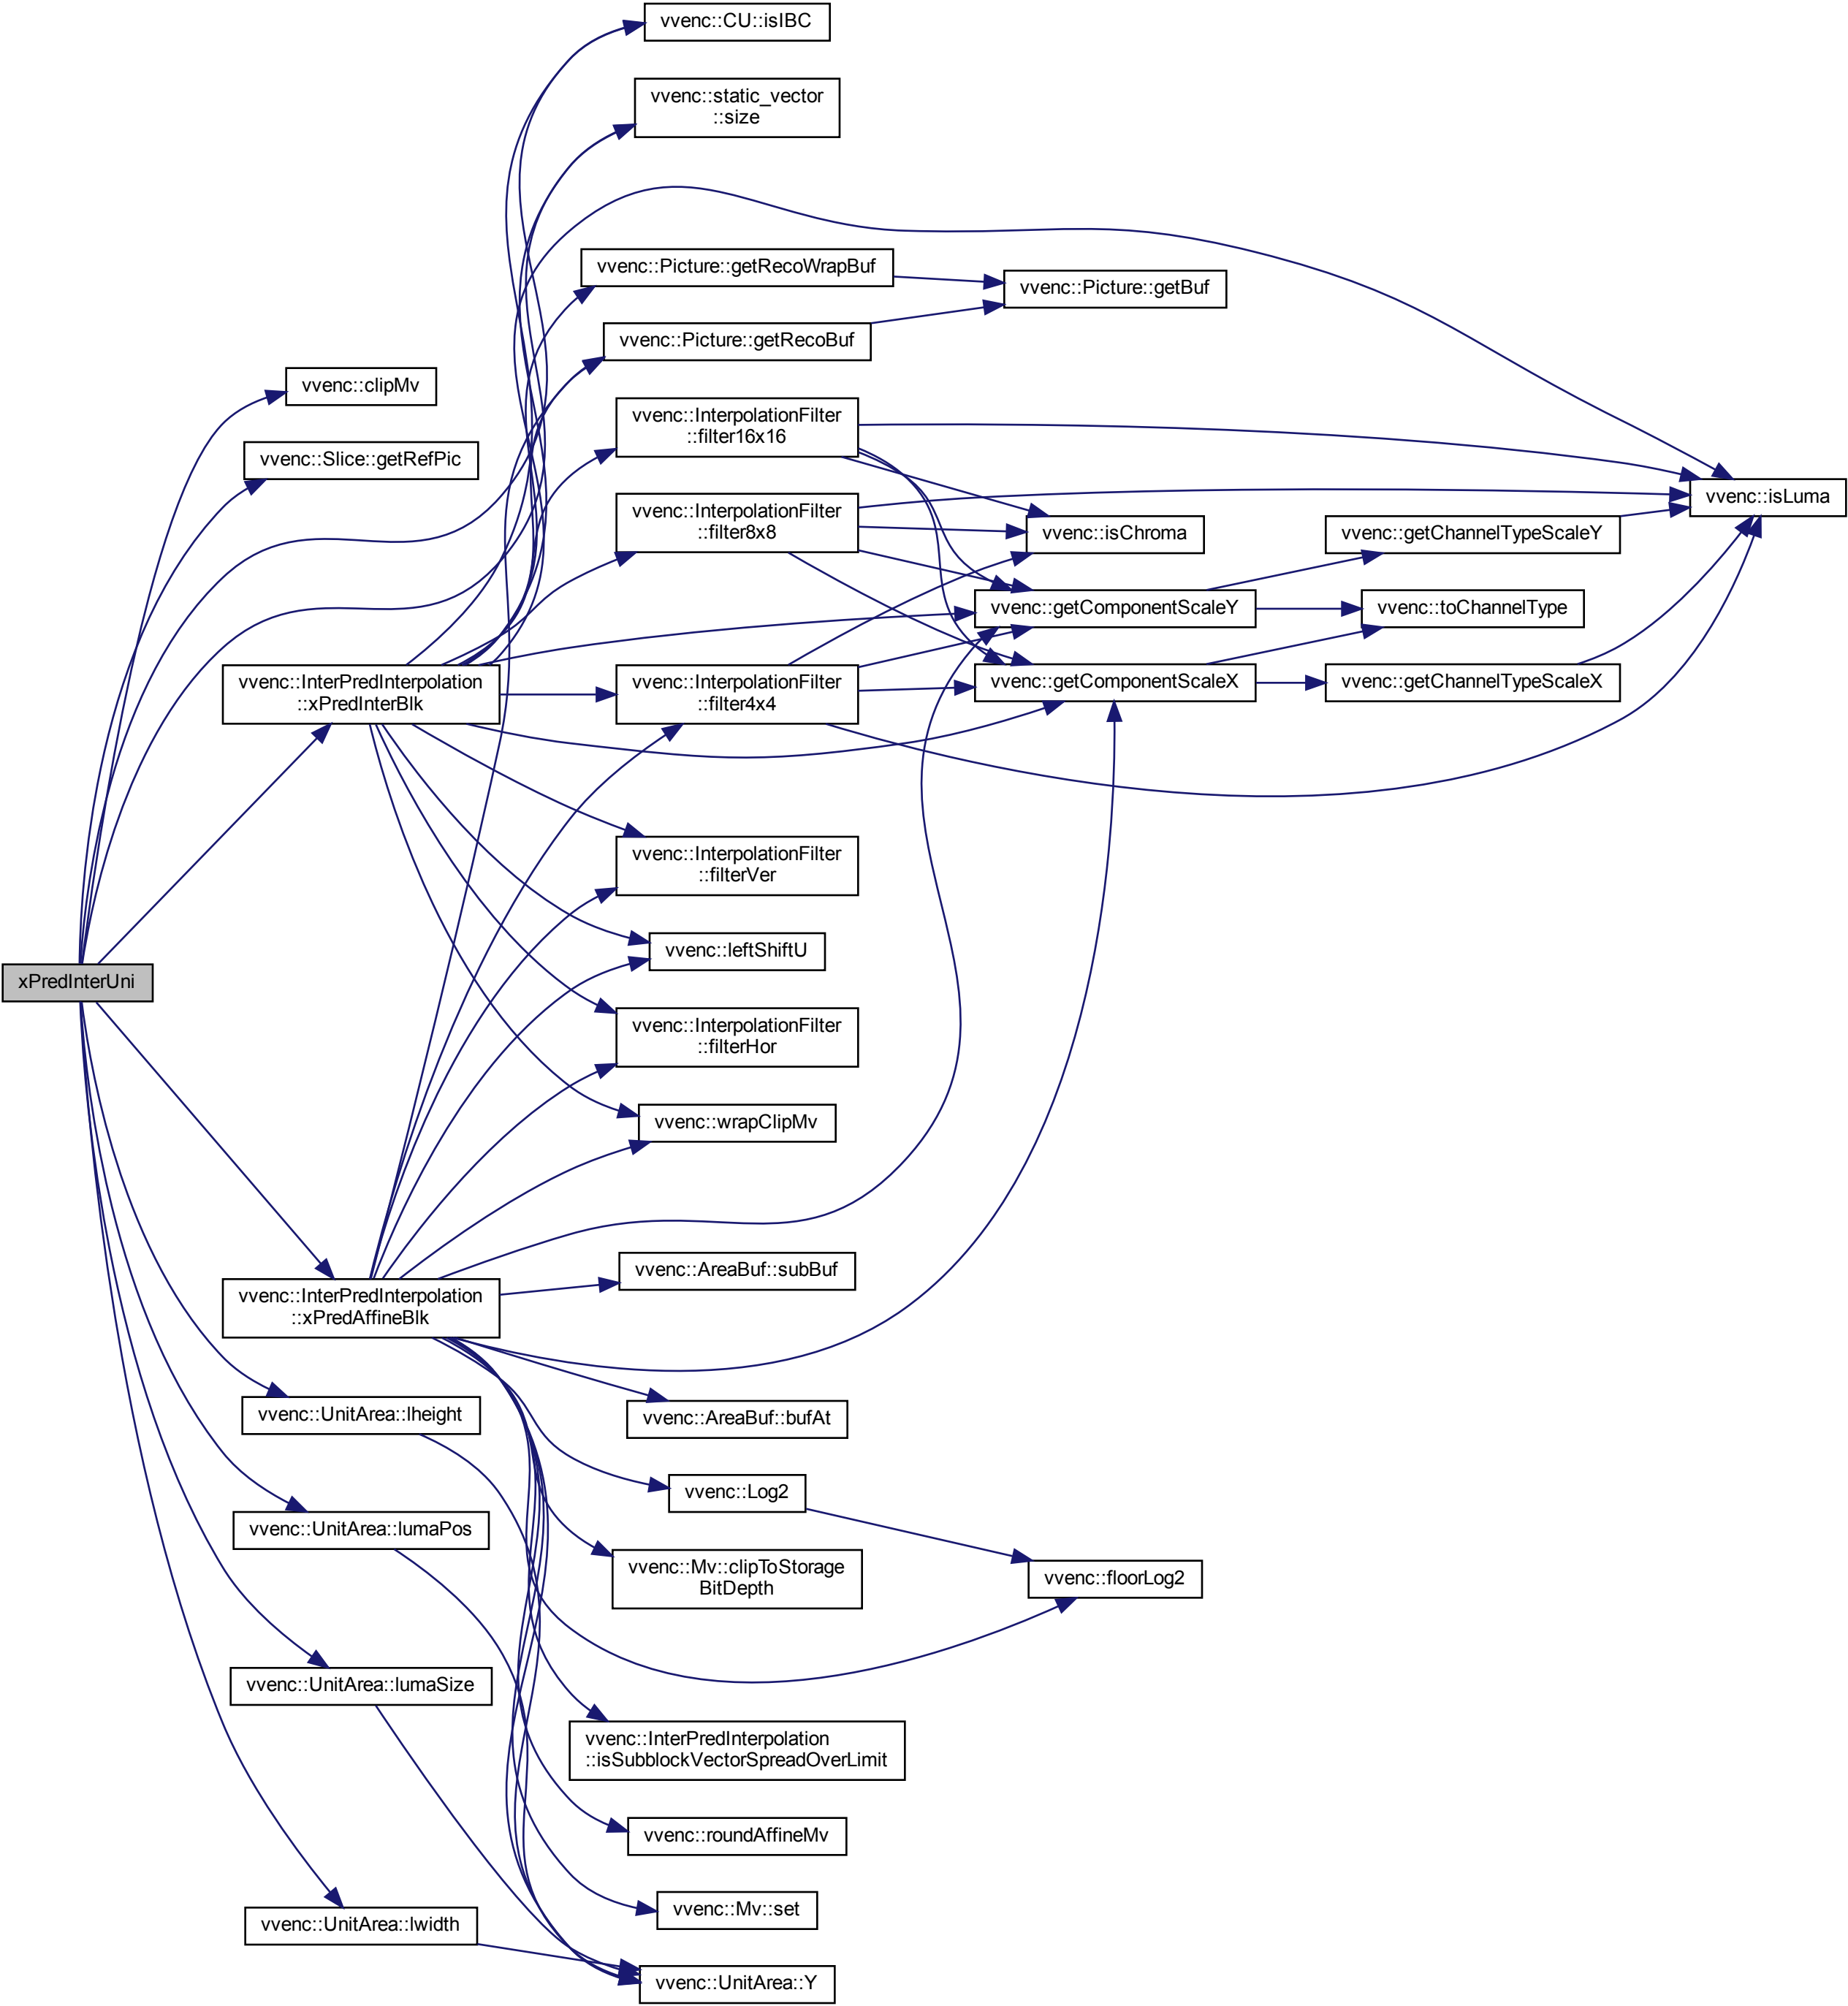 vvenc::CU::isIBC
vvenc::static_vector
::size
vvenc::Picture::getRecoWrapBuf
vvenc::Picture::getBuf
vvenc::Picture::getRecoBuf
vvenc::clipMv
vvenc::InterpolationFilter
::filter16x16
vvenc::Slice::getRefPic
vvenc::isLuma
vvenc::InterpolationFilter
::filter8x8
vvenc::isChroma
vvenc::getChannelTypeScaleY
vvenc::getComponentScaleY
vvenc::toChannelType
vvenc::InterPredInterpolation
::xPredInterBlk
vvenc::InterpolationFilter
::filter4x4
vvenc::getComponentScaleX
vvenc::getChannelTypeScaleX
vvenc::InterpolationFilter
::filterVer
vvenc::leftShiftU
xPredInterUni
vvenc::InterpolationFilter
::filterHor
vvenc::wrapClipMv
vvenc::AreaBuf::subBuf
vvenc::InterPredInterpolation
::xPredAffineBlk
vvenc::UnitArea::lheight
vvenc::AreaBuf::bufAt
vvenc::Log2
vvenc::UnitArea::lumaPos
vvenc::Mv::clipToStorage
BitDepth
vvenc::floorLog2
vvenc::UnitArea::lumaSize
vvenc::InterPredInterpolation
::isSubblockVectorSpreadOverLimit
vvenc::roundAffineMv
vvenc::Mv::set
vvenc::UnitArea::lwidth
vvenc::UnitArea::Y